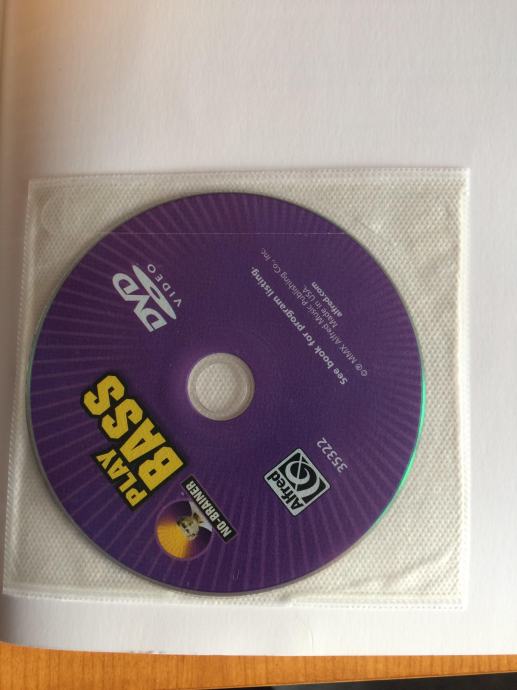 NO-BRAINER
PLAY
BASS
DVD
VIDEO
Alfred
35322
See book for program listing.
©℗ MMX Alfred Music Publishing Co., Inc.
Made in USA.
alfred.com